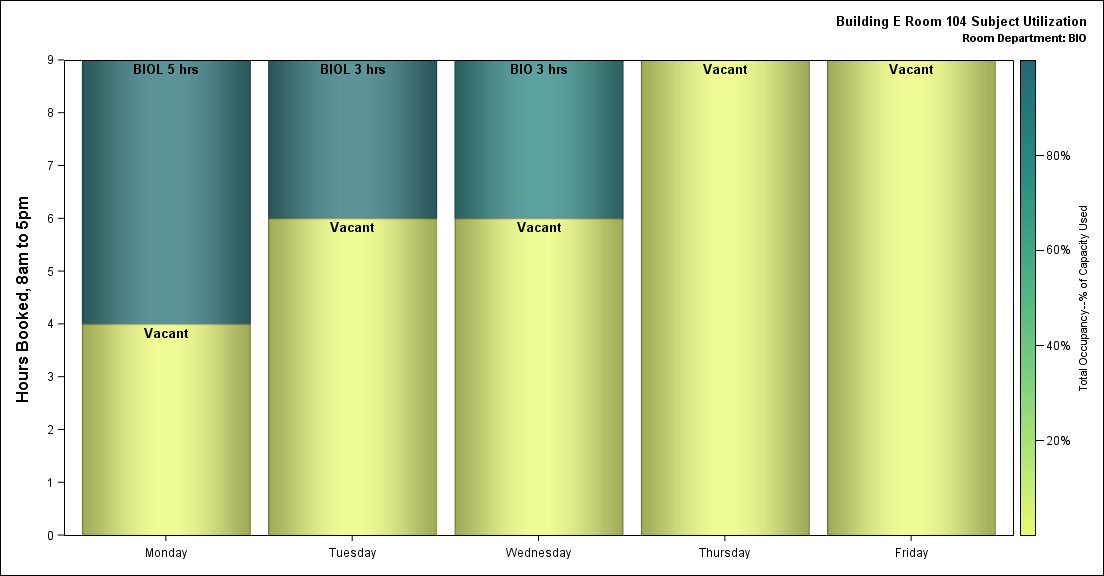 Building E Room 104 Subject Utilization
Room Department: BIO
Hours Booked, 8am to 5pm
9
8
7
6
5
4
3
2
1
0
BIOL 5 hrs
Vacant
BIOL 3 hrs
Vacant
BIO 3 hrs
Vacant
Vacant
Vacant
Monday
Tuesday
Wednesday
Thursday
Friday
80%
60%
40%
20%
Total Occupancy--% of Capacity Used